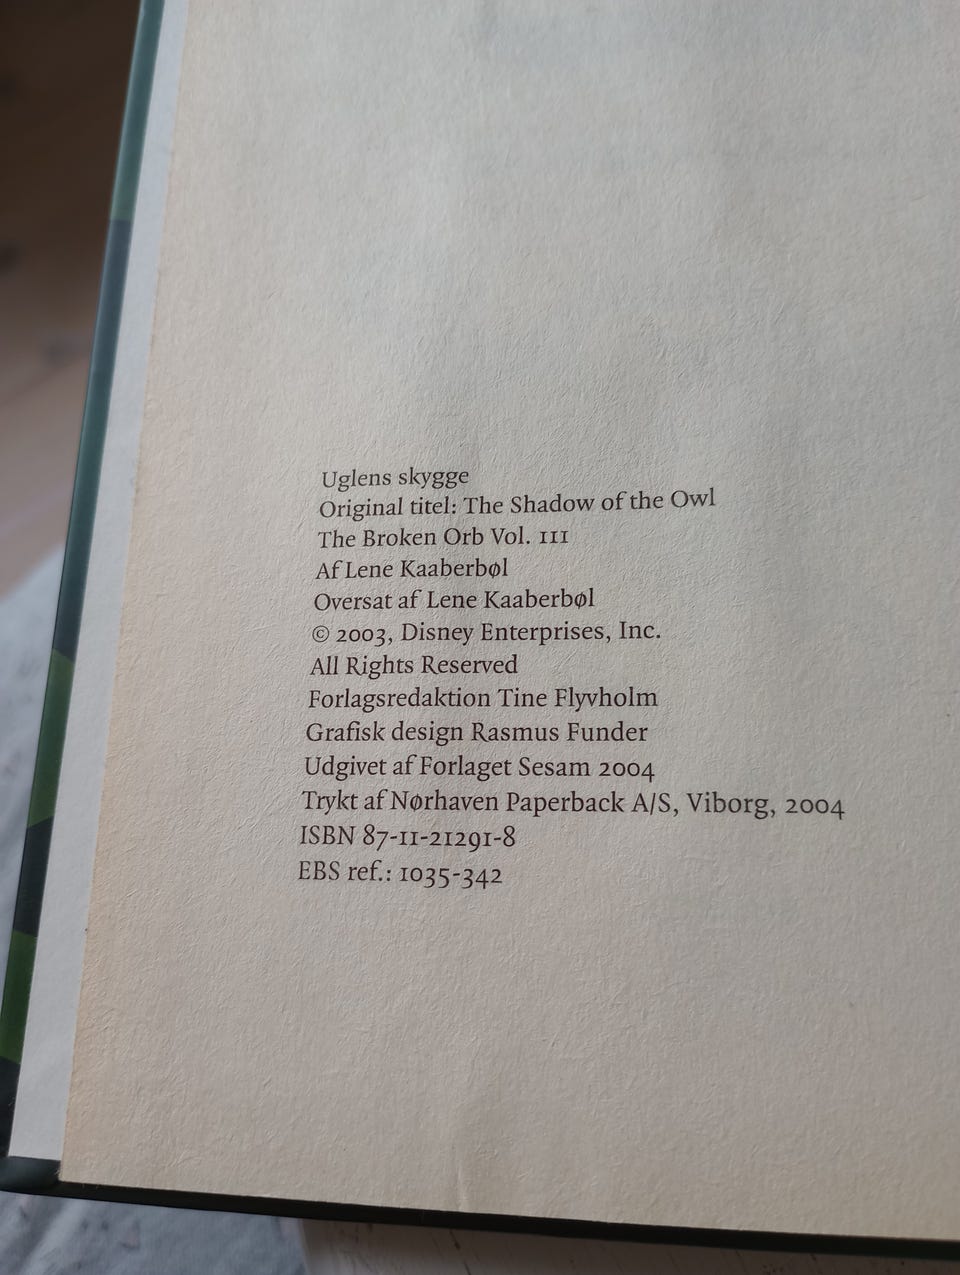 Uglens skygge
Original titel: The Shadow of the Owl
The Broken Orb Vol. III
Af Lene Kaaberbøl
Oversat af Lene Kaaberbøl
© 2003, Disney Enterprises, Inc.
All Rights Reserved
Forlagsredaktion Tine Flyvholm
Grafisk design Rasmus Funder
Udgivet af Forlaget Sesam 2004
Trykt af Nørhaven Paperback A/S, Viborg, 2004
ISBN 87-11-21291-8
EBS ref.: 1035-342